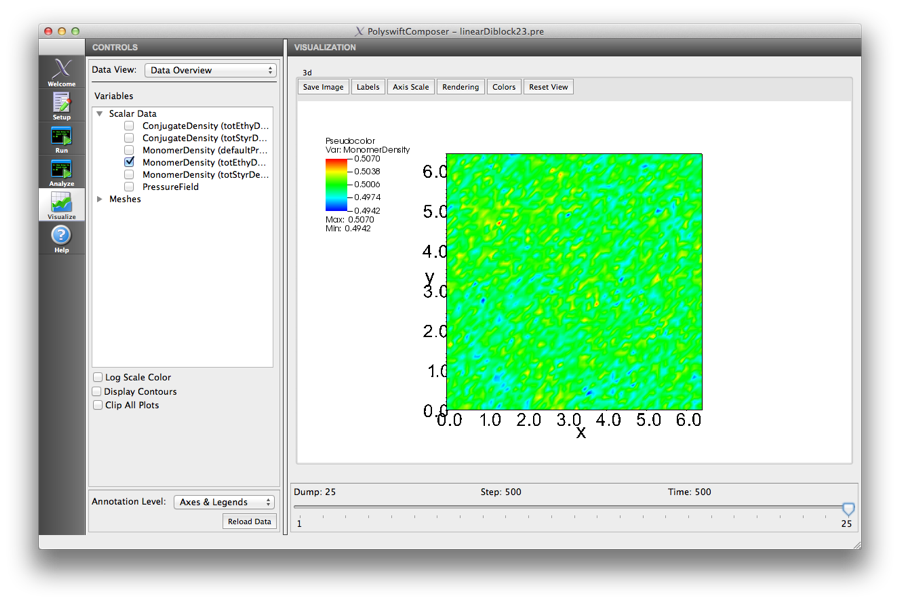 PolyswiftComposer – linearDiblock23.pre
CONTROLS
VISUALIZATION
Welcome
Setup
Run
Analyze
Visualize
Help
Data View: Data Overview
Variables
Scalar Data
ConjugateDensity (totEthyD...
ConjugateDensity (totStyrD...
MonomerDensity (defaultPr...
MonomerDensity (totEthyD...
MonomerDensity (totStyrDe...
PressureField
Meshes
Log Scale Color
Display Contours
Clip All Plots
Annotation Level: Axes & Legends
Reload Data
3d
Save Image Labels Axis Scale Rendering Colors Reset View
Pseudocolor
Var: MonomerDensity
0.5070
0.5038
0.5006
0.4974
0.4942
Max: 0.5070
Min: 0.4942
6.0
5.0
4.0
Y
3.0
2.0
1.0
0.0
0.0 1.0 2.0 3.0 4.0 5.0 6.0
X
Dump: 25 Step: 500 Time: 500
1 25